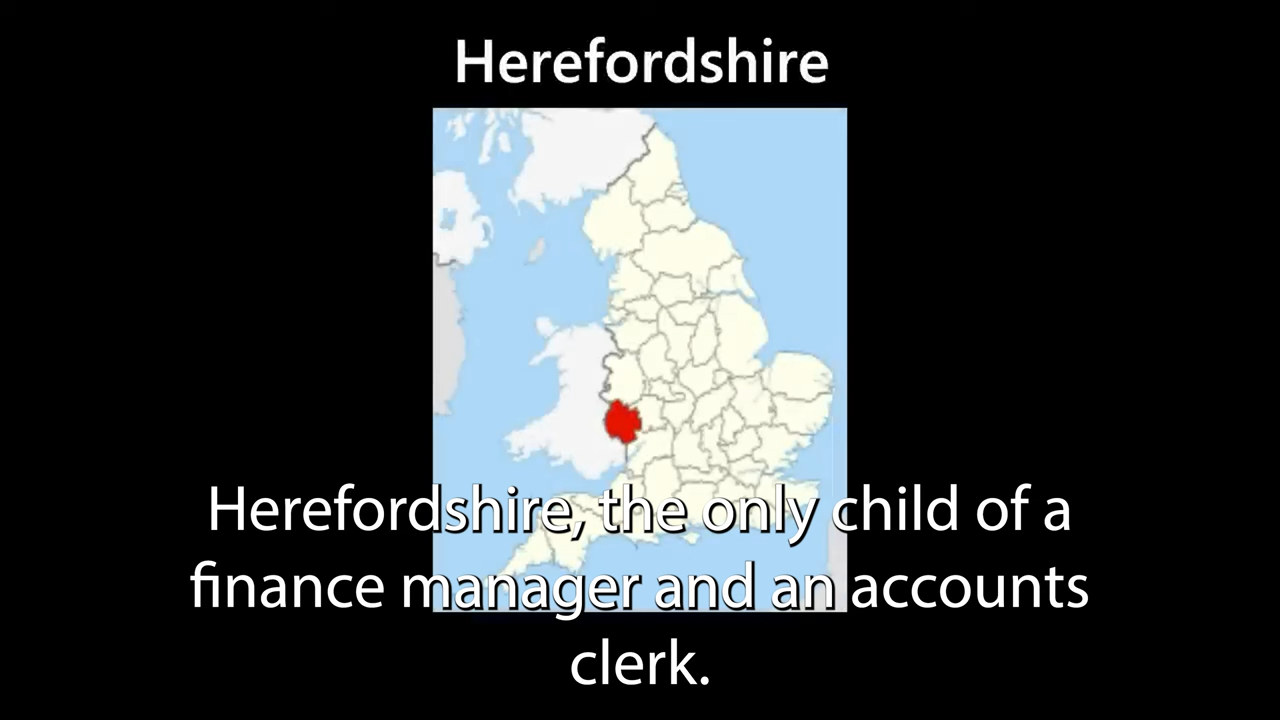 Herefordshire
Herefordshire, the only child of a
finance manager and an accounts
clerk.